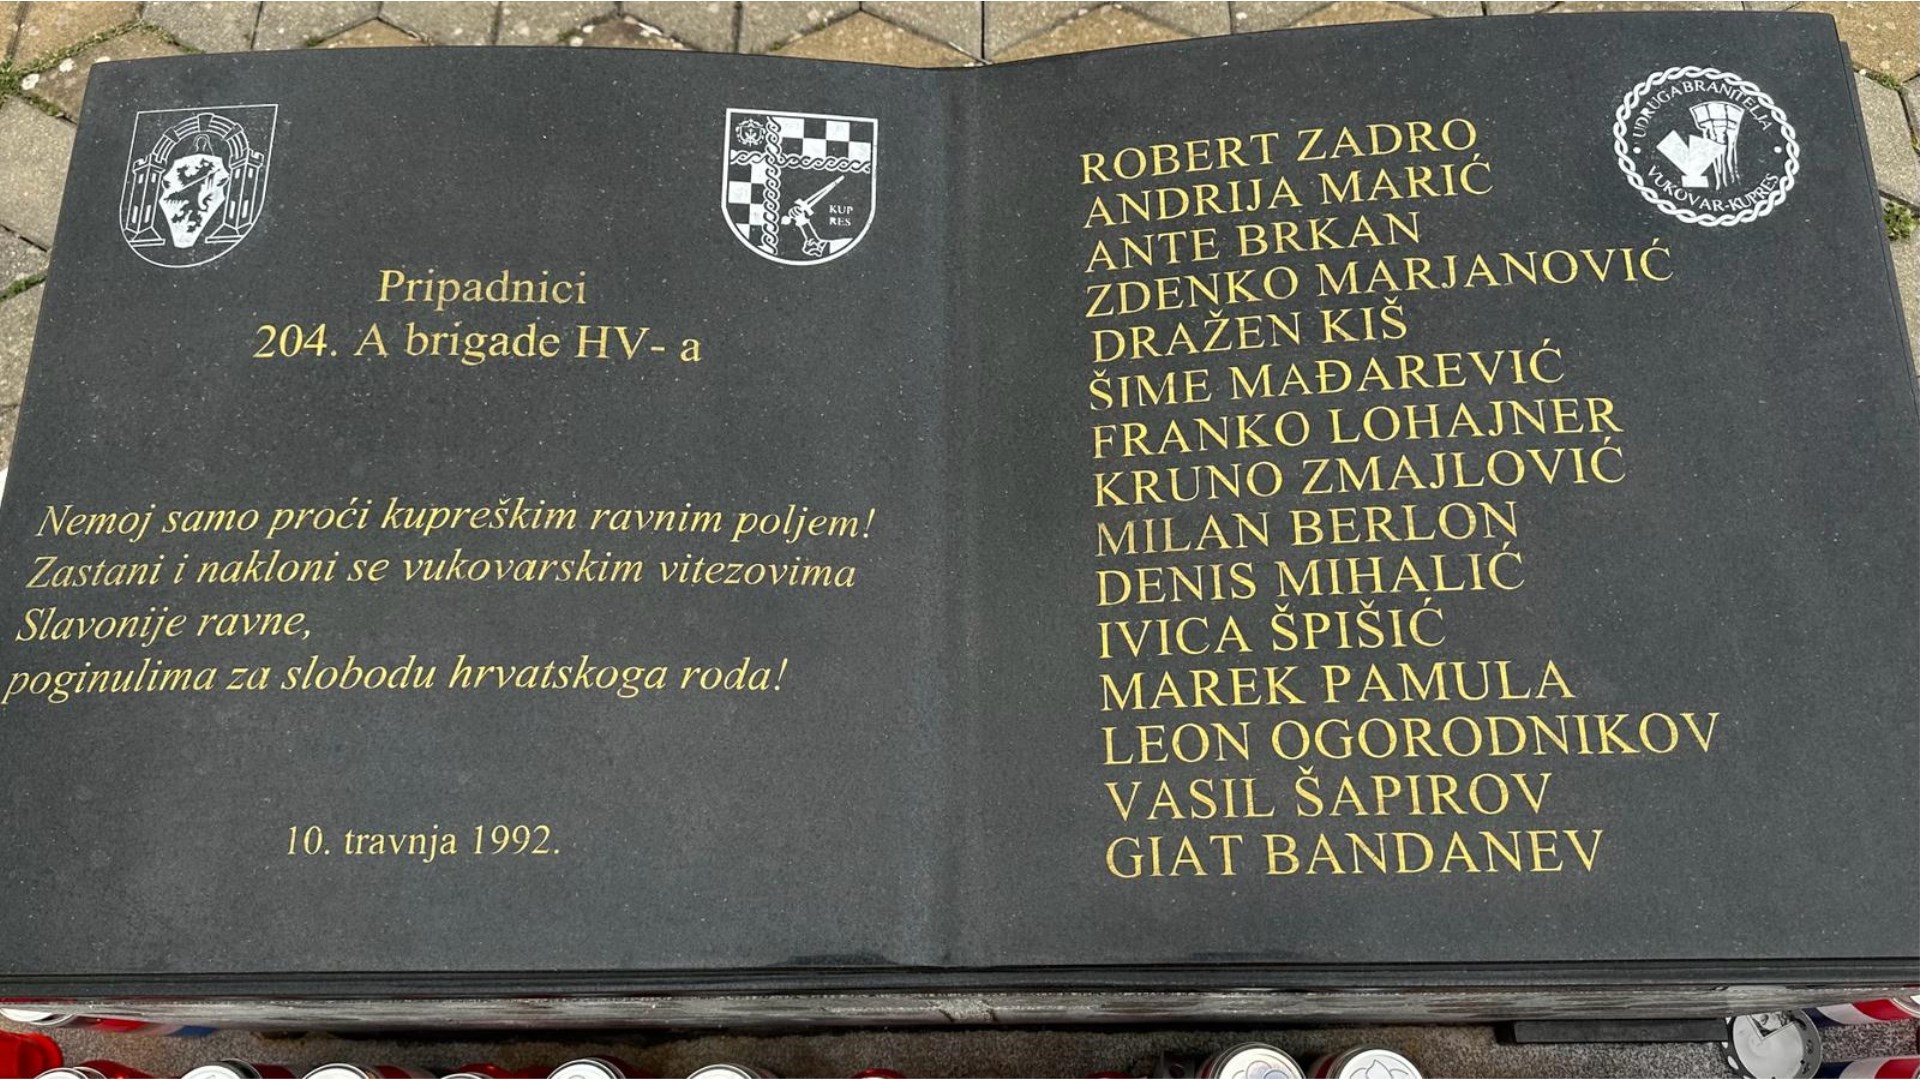 Pripadnici
204. A brigade HV- a
KUP
RES
Nemoj samo proći kupreškim ravnim poljem!
Zastani i nakloni se vukovarskim vitezovima
Slavonije ravne,
poginulima za slobodu hrvatskoga roda!
10. travnja 1992.
UDRUGA BRANITELJA
VUKOVAR-KUPRES
ROBERT ZADRO
ANDRIJA MARIĆ
ANTE BRKAN
ZDENKO MARJANOVIĆ
DRAŽEN KIŠ
ŠIME MAĐAREVIĆ
FRANKO LOHAJNER
KRUNO ZMAJLOVIĆ
MILAN BERLON
DENIS MIHALIĆ
IVICA ŠPIŠIĆ
MAREK PAMULA
LEON OGORODNIKOV
VASIL ŠAPIROV
GIAT BANDANEV